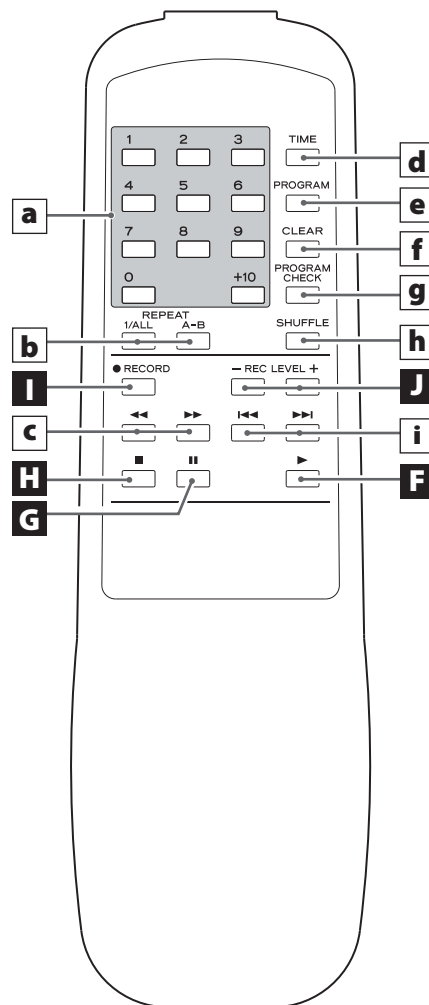 1 2 3 TIME
d
4 5 6 PROGRAM
a e
7 8 9 CLEAR
f
0 +10 PROGRAM CHECK
g
REPEAT
1/ALL A-B SHUFFLE
b h
● RECORD – REC LEVEL +
I J
◀◀ ▶▶ I◀◀ ▶▶I
c i
■ II ▶
H F
G